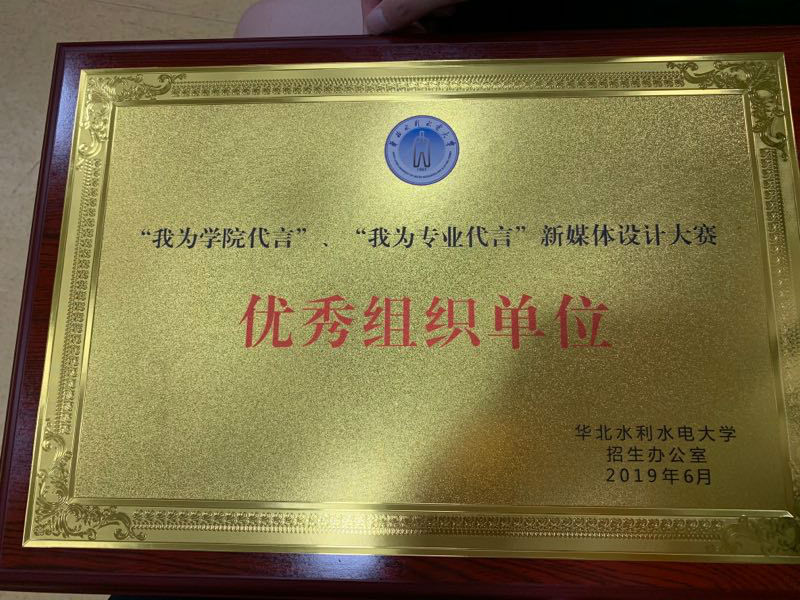 “我为学院代言”、“我为专业代言”新媒体设计大赛
优秀组织单位
华北水利水电大学
招生办公室
2019年6月